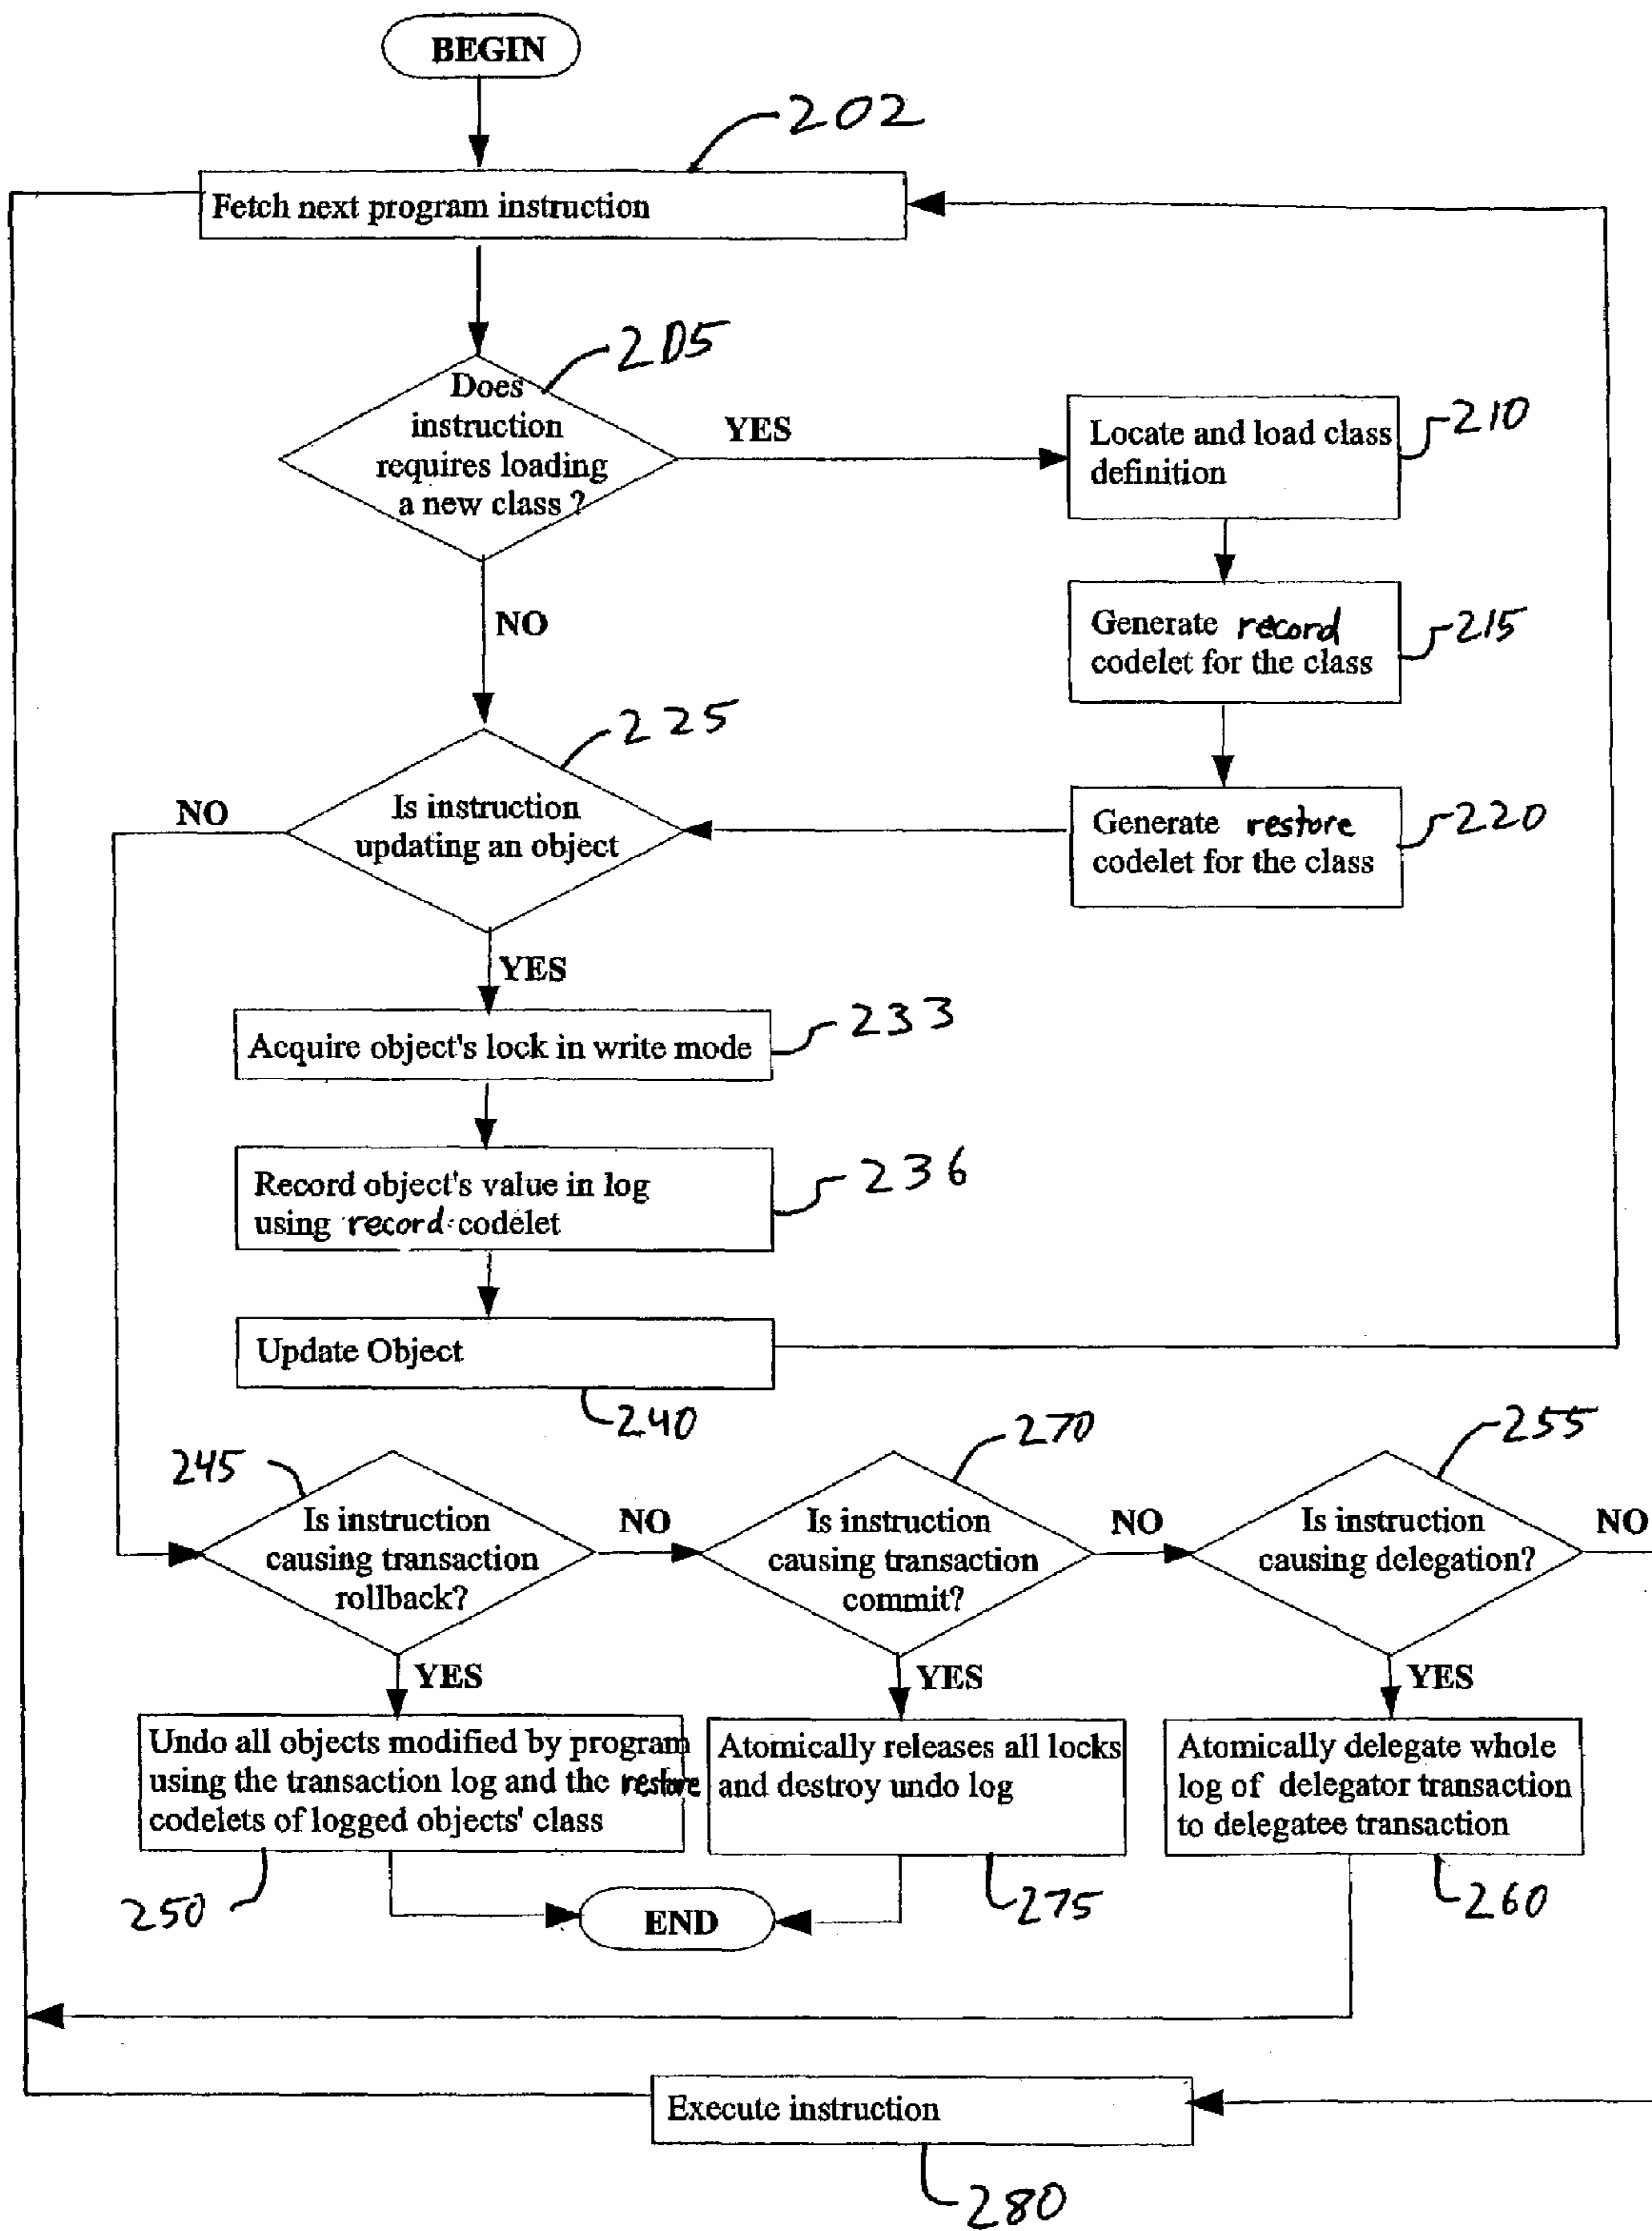 BEGIN
202
Fetch next program instruction
205
Does
instruction
requires loading
a new class ?
YES
Locate and load class
definition
210
NO
Generate record
codelet for the class
215
225
Is instruction
updating an object
NO
Generate restore
codelet for the class
220
YES
Acquire object's lock in write mode
233
Record object's value in log
using record codelet
236
Update Object
240
245
Is instruction
causing transaction
rollback?
NO
270
Is instruction
causing transaction
commit?
NO
255
Is instruction
causing delegation?
NO
YES
YES
YES
Undo all objects modified by program
using the transaction log and the restore
codelets of logged objects' class
250
Atomically releases all locks
and destroy undo log
275
Atomically delegate whole
log of delegator transaction
to delegatee transaction
260
END
Execute instruction
280